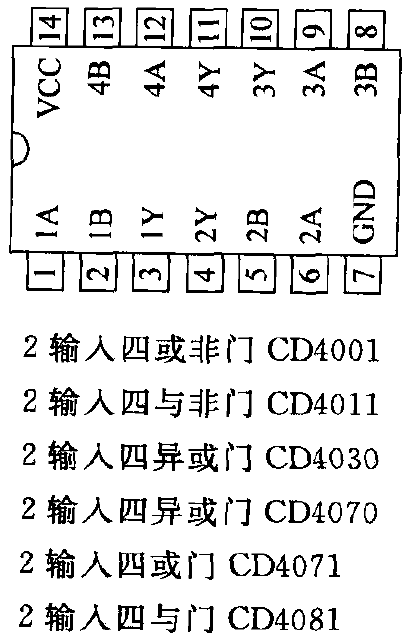 14 13 12 11 10 9 8
VCC 4B 4A 4Y 3Y 3A 3B
1A 1B 1Y 2Y 2B 2A GND
1 2 3 4 5 6 7
2输入四或非门 CD4001
2输入四与非门 CD4011
2输入四异或门 CD4030
2输入四异或门 CD4070
2输入四或门 CD4071
2输入四与门 CD4081